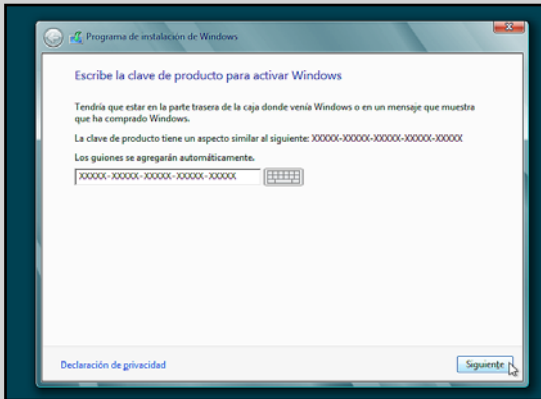 Programa de instalación de Windows
Escribe la clave de producto para activar Windows
Tendría que estar en la parte trasera de la caja donde venía Windows o en un mensaje que muestra
que ha comprado Windows.
La clave de producto tiene un aspecto similar al siguiente: XXXXX-XXXXX-XXXXX-XXXXX-XXXXX
Los guiones se agregarán automáticamente.
XXXXX-XXXXX-XXXXX-XXXXX-XXXXX
Declaración de privacidad
Siguiente